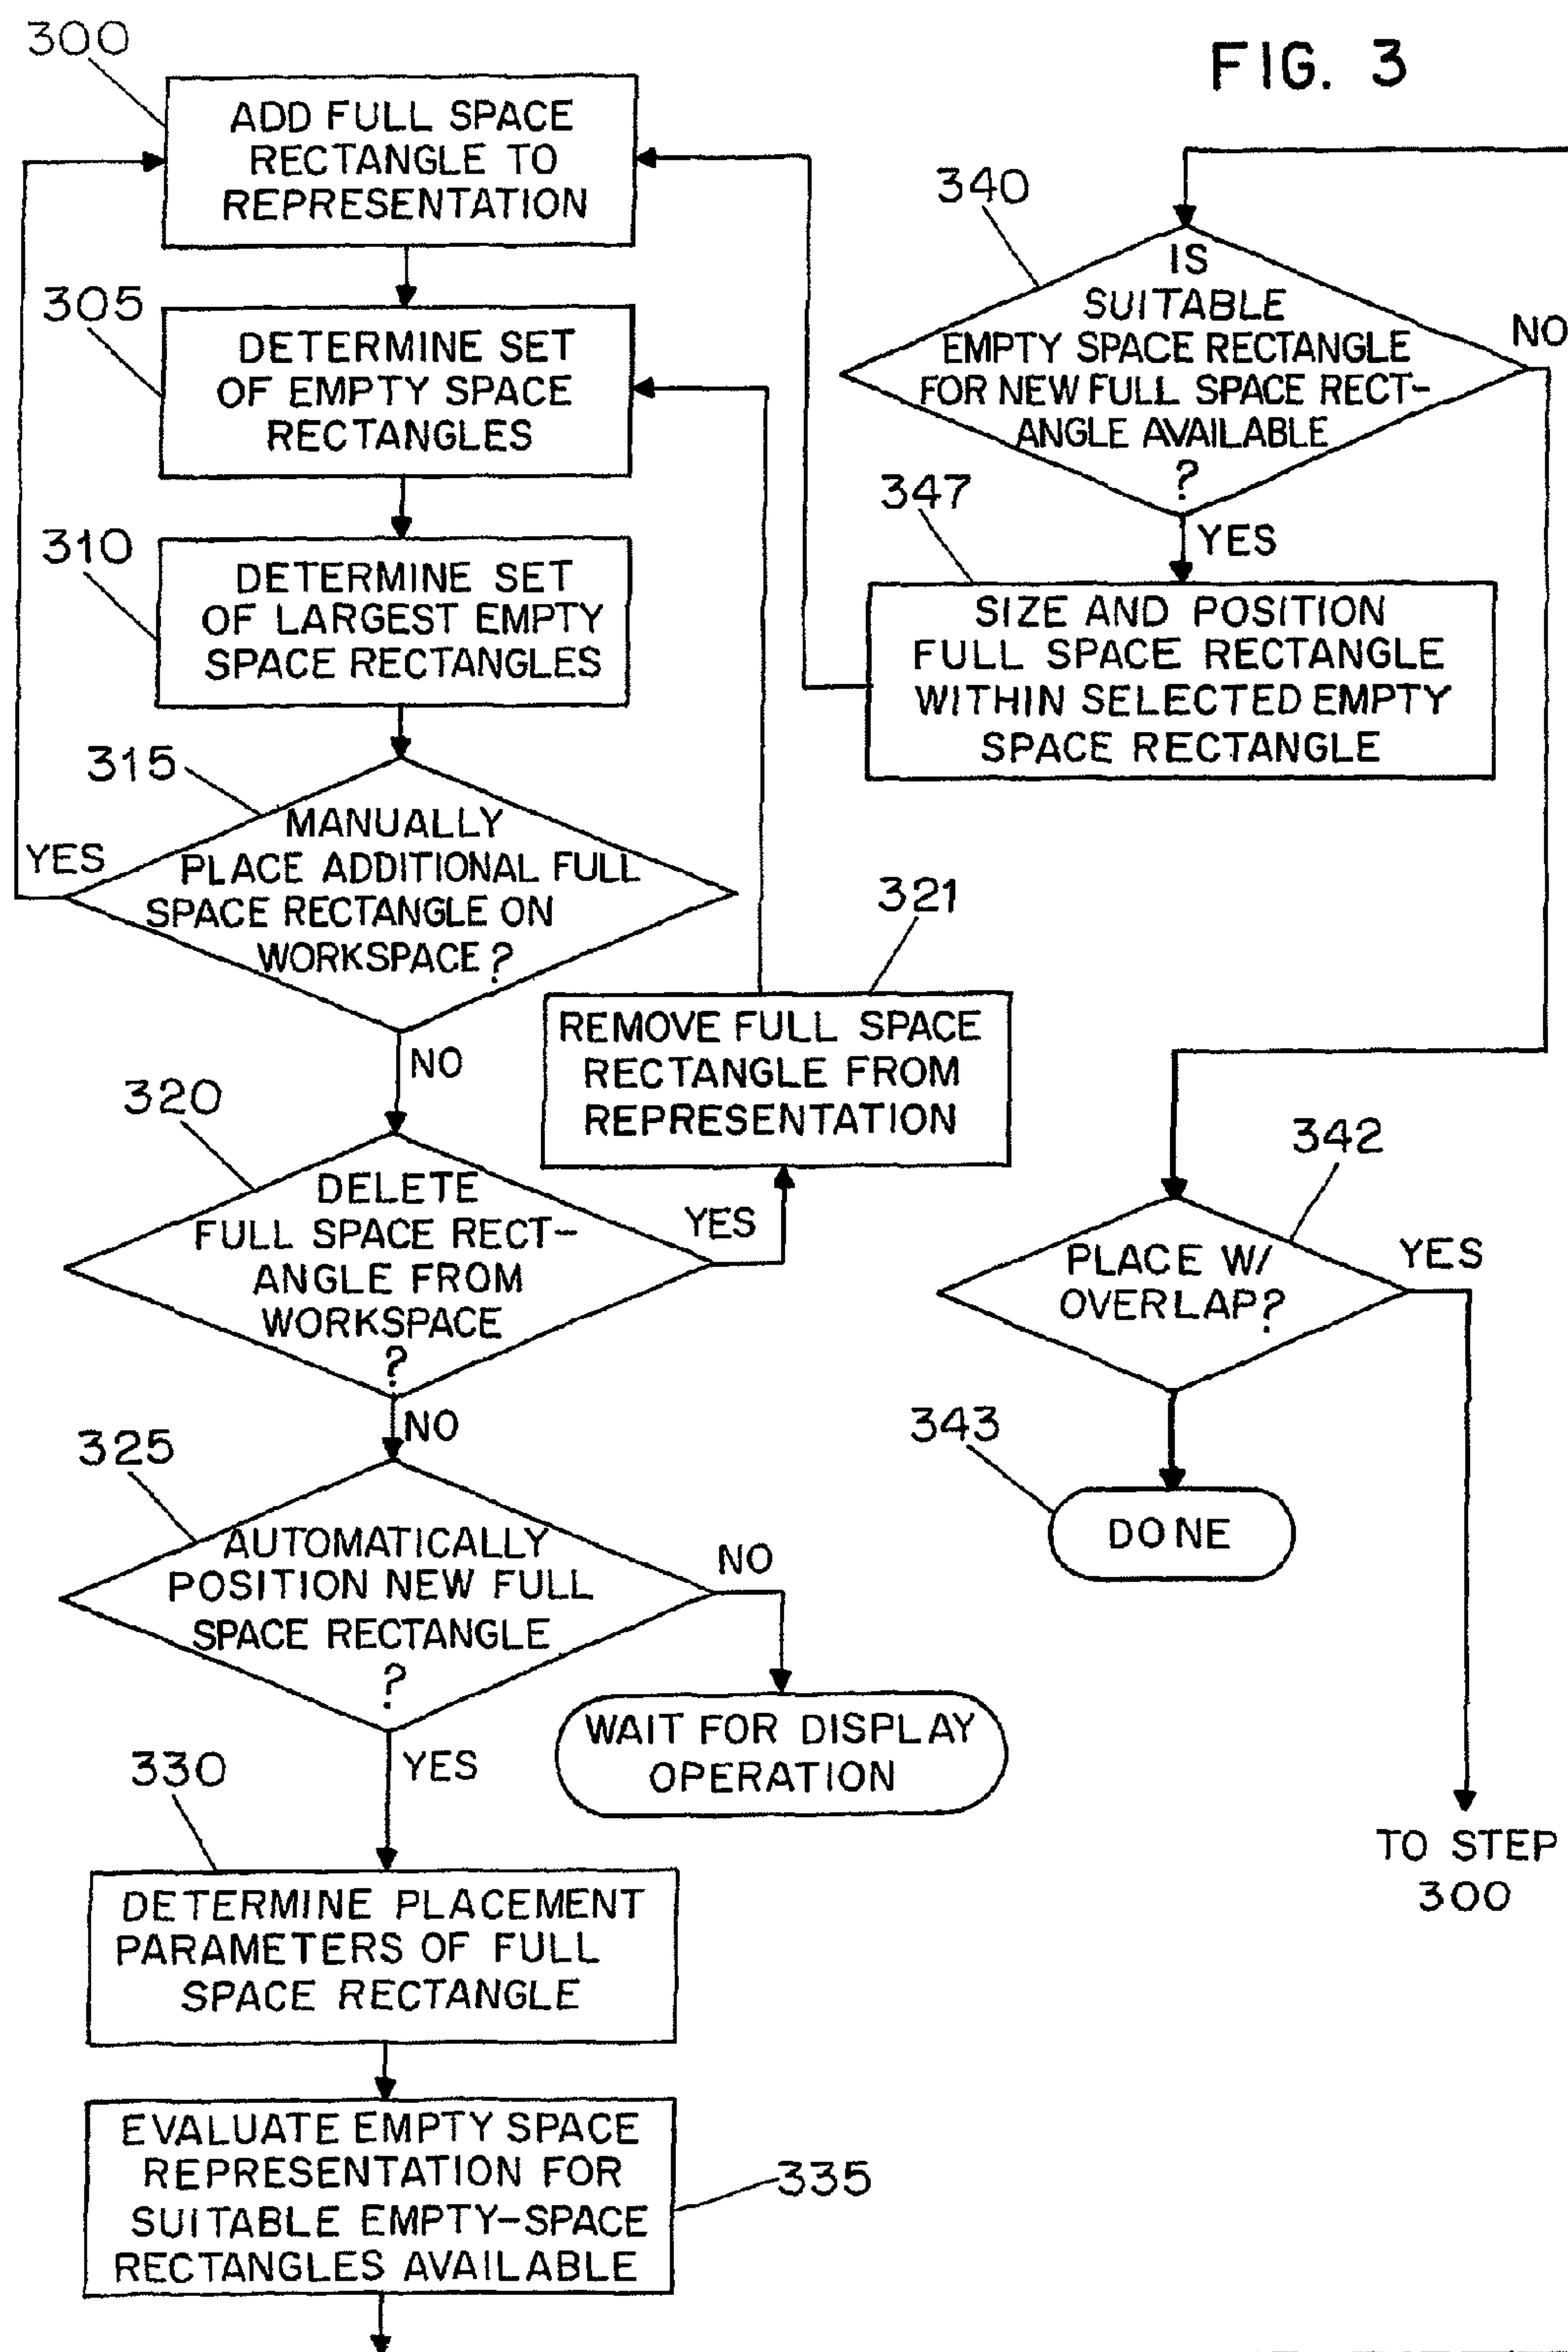 FIG. 3
300
ADD FULL SPACE
RECTANGLE TO
REPRESENTATION
305
DETERMINE SET
OF EMPTY SPACE
RECTANGLES
310
DETERMINE SET
OF LARGEST EMPTY
SPACE RECTANGLES
315
MANUALLY
PLACE ADDITIONAL FULL
SPACE RECTANGLE ON
WORKSPACE?
YES
NO
320
DELETE
FULL SPACE RECT-
ANGLE FROM
WORKSPACE
?
YES
NO
321
REMOVE FULL SPACE
RECTANGLE FROM
REPRESENTATION
325
AUTOMATICALLY
POSITION NEW FULL
SPACE RECTANGLE
?
NO
WAIT FOR DISPLAY
OPERATION
YES
330
DETERMINE PLACEMENT
PARAMETERS OF FULL
SPACE RECTANGLE
335
EVALUATE EMPTY SPACE
REPRESENTATION FOR
SUITABLE EMPTY-SPACE
RECTANGLES AVAILABLE
340
IS
SUITABLE
EMPTY SPACE RECTANGLE
FOR NEW FULL SPACE RECT-
ANGLE AVAILABLE
?
NO
YES
347
SIZE AND POSITION
FULL SPACE RECTANGLE
WITHIN SELECTED EMPTY
SPACE RECTANGLE
342
PLACE W/
OVERLAP?
YES
343
DONE
TO STEP
300